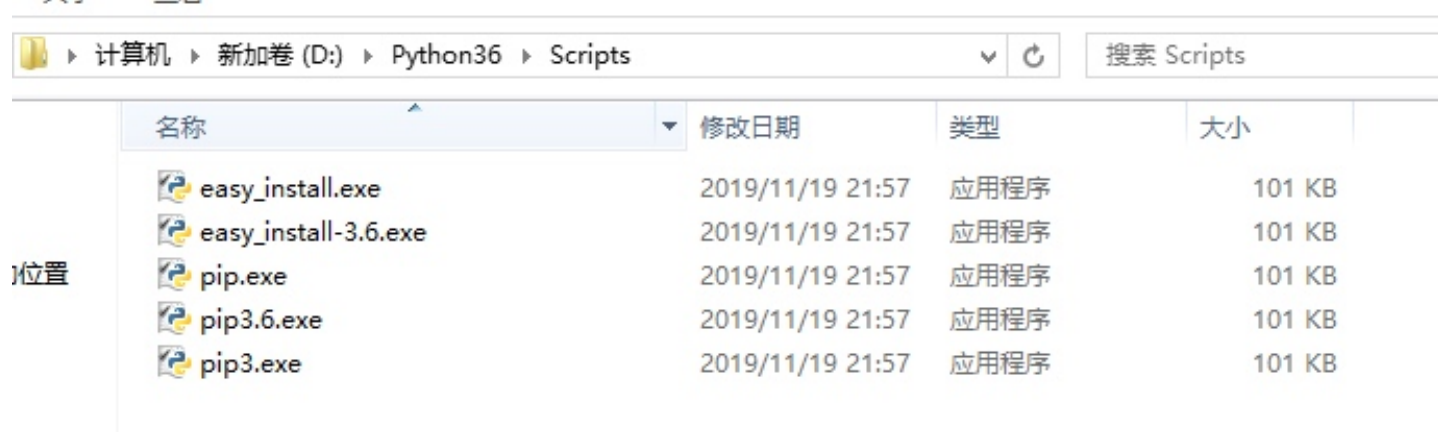 计算机 新加卷 (D:) Python36 Scripts 搜索 Scripts
名称 修改日期 类型 大小
easy_install.exe 2019/11/19 21:57 应用程序 101 KB
easy_install-3.6.exe 2019/11/19 21:57 应用程序 101 KB
位置 pip.exe 2019/11/19 21:57 应用程序 101 KB
pip3.6.exe 2019/11/19 21:57 应用程序 101 KB
pip3.exe 2019/11/19 21:57 应用程序 101 KB